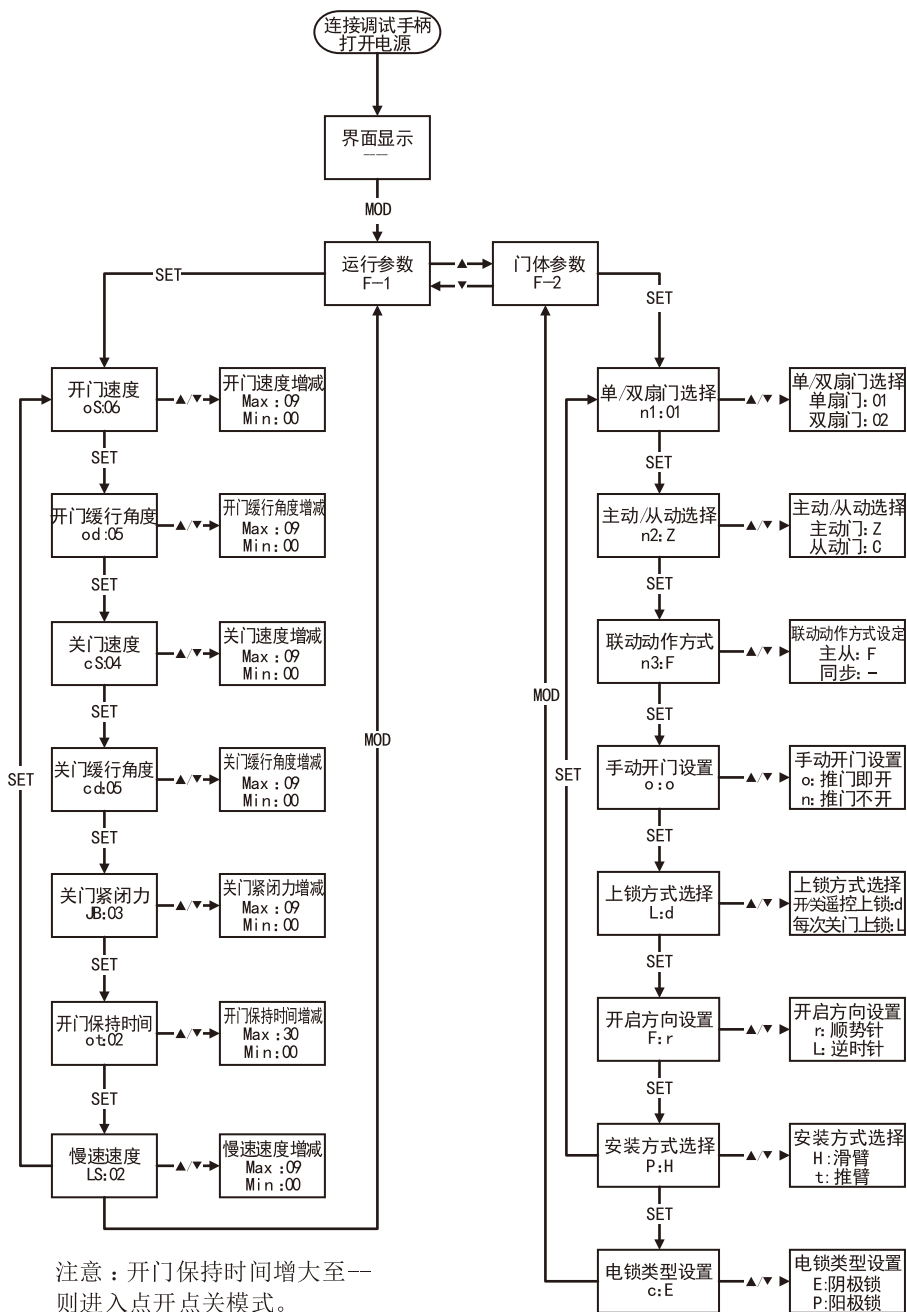 连接调试手柄
打开电源
界面显示
----
MOD
运行参数
F-1
▲
▼
门体参数
F-2
SET
SET
开门速度
oS:06
▲/▼
开门速度增减
Max:09
Min:00
SET
开门缓行角度
od:05
▲/▼
开门缓行角度增减
Max:09
Min:00
SET
关门速度
cS:04
▲/▼
关门速度增减
Max:09
Min:00
SET
关门缓行角度
cd:05
▲/▼
关门缓行角度增减
Max:09
Min:00
SET
关门紧闭力
JB:03
▲/▼
关门紧闭力增减
Max:09
Min:00
SET
开门保持时间
ot:02
▲/▼
开门保持时间增减
Max:30
Min:00
SET
慢速速度
LS:02
▲/▼
慢速速度增减
Max:09
Min:00
SET
MOD
单/双扇门选择
n1:01
▲/▼
单/双扇门选择
单扇门:01
双扇门:02
SET
主动/从动选择
n2:Z
▲/▼
主动/从动选择
主动门:Z
从动门:C
SET
联动动作方式
n3:F
▲/▼
联动动作方式设定
主从:F
同步:-
SET
手动开门设置
o:o
▲/▼
手动开门设置
o:推门即开
n:推门不开
SET
上锁方式选择
L:d
▲/▼
上锁方式选择
开/关遥控上锁:d
每次关门上锁:L
SET
开启方向设置
F:r
▲/▼
开启方向设置
r:顺势针
L:逆时针
SET
安装方式选择
P:H
▲/▼
安装方式选择
H:滑臂
t:推臂
SET
电锁类型设置
c:E
▲/▼
电锁类型设置
E:阴极锁
P:阳极锁
SET
MOD
注意:开门保持时间增大至--
则进入点开点关模式。